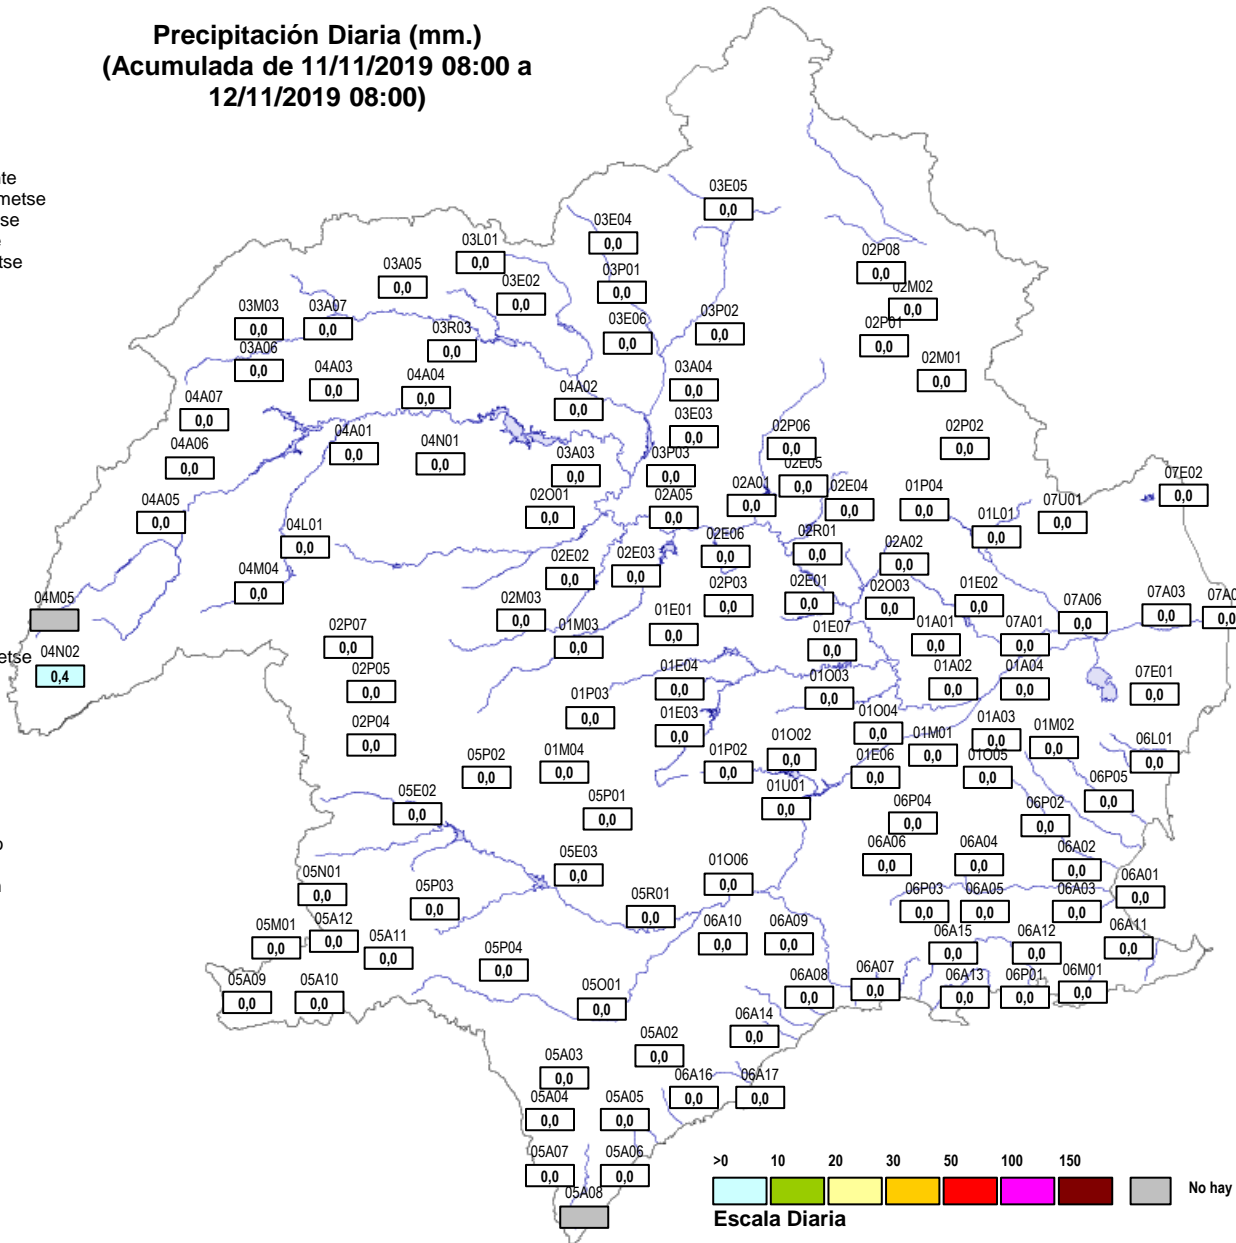 Precipitación Diaria (mm.)
(Acumulada de 11/11/2019 08:00 a
12/11/2019 08:00)
metse
tse
etse
03E05
0,0
03E04
0,0
03L01
0,0
02P08
0,0
03A05
0,0
03P01
0,0
03E02
0,0
02M02
0,0
03M03
0,0
03A07
0,0
03P02
0,0
03E06
0,0
02P01
0,0
03R03
0,0
03A06
0,0
02M01
0,0
04A03
0,0
04A04
0,0
03A04
0,0
04A02
0,0
04A07
0,0
03E03
0,0
04A01
0,0
04N01
0,0
02P06
0,0
02P02
0,0
04A06
0,0
03A03
0,0
03P03
0,0
02E05
0,0
07E02
0,0
04A05
0,0
02O01
0,0
02A05
0,0
02A01
0,0
02E04
0,0
01P04
0,0
07U01
0,0
01L01
0,0
04L01
0,0
02E06
0,0
02R01
0,0
02A02
0,0
02E02
0,0
02E03
0,0
04M04
0,0
02P03
0,0
02E01
0,0
02O03
0,0
01E02
0,0
04M05
02M03
0,0
07A06
0,0
07A03
0,0
07A0
0,0
02P07
0,0
01M03
0,0
01E01
0,0
01E07
0,0
01A01
0,0
07A01
0,0
04N02
0,4
02P05
0,0
01E04
0,0
01O03
0,0
01A02
0,0
01A04
0,0
07E01
0,0
01P03
0,0
02P04
0,0
01E03
0,0
01O04
0,0
01A03
0,0
01M02
0,0
05P02
0,0
01M04
0,0
01P02
0,0
01O02
0,0
01M01
0,0
01E06
0,0
01O05
0,0
06L01
0,0
05E02
0,0
05P01
0,0
01U01
0,0
06P04
0,0
06P02
0,0
06P05
0,0
05E03
0,0
06A06
0,0
06A04
0,0
06A02
0,0
05N01
0,0
05P03
0,0
01O06
0,0
06A01
0,0
05R01
0,0
06P03
0,0
06A05
0,0
06A03
0,0
05M01
0,0
05A12
0,0
05A11
0,0
05P04
0,0
06A10
0,0
06A09
0,0
06A15
0,0
06A12
0,0
06A11
0,0
05A09
0,0
05A10
0,0
05O01
0,0
06A08
0,0
06A07
0,0
06A13
0,0
06P01
0,0
06M01
0,0
06A14
0,0
05A02
0,0
05A03
0,0
06A16
0,0
06A17
0,0
05A04
0,0
05A05
0,0
05A07
0,0
05A06
0,0
05A08
>0 10 20 30 50 100 150
No hay
Escala Diaria